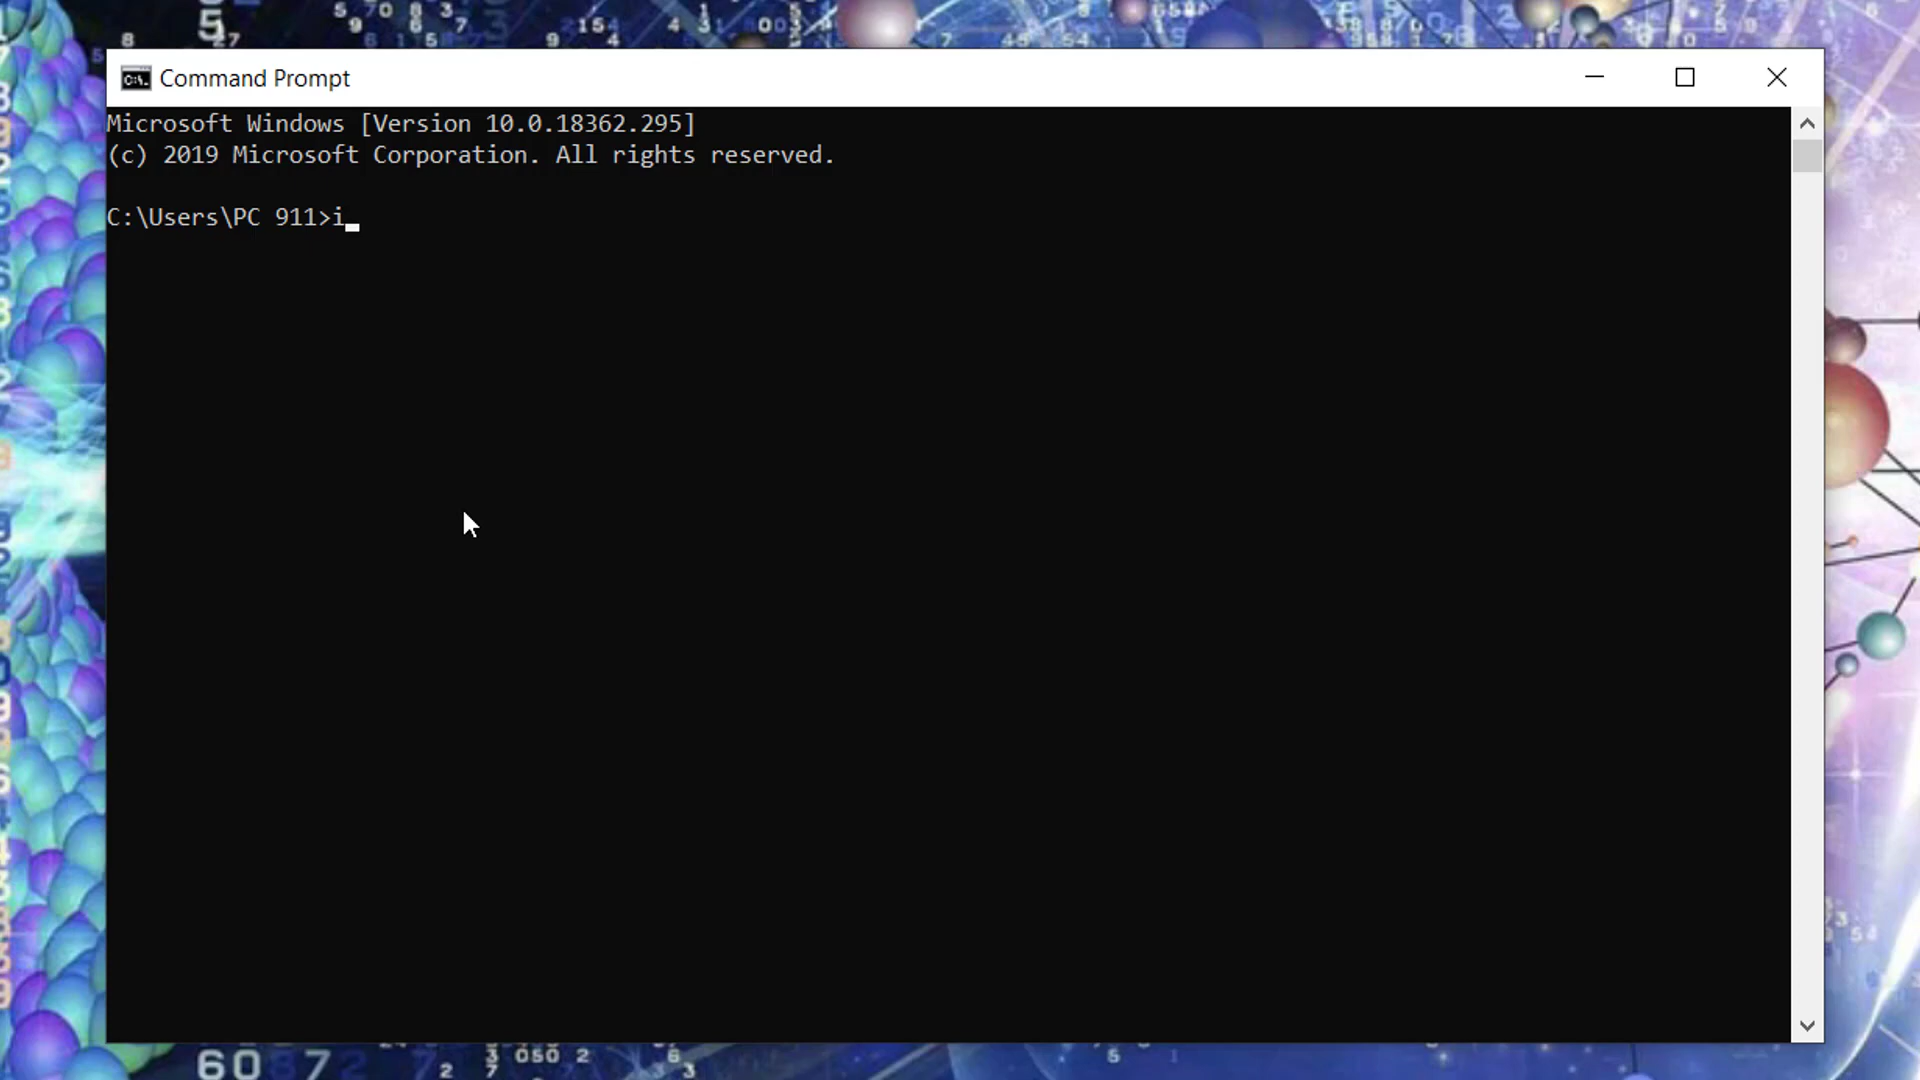 Command Prompt
Microsoft Windows [Version 10.0.18362.295]
(c) 2019 Microsoft Corporation. All rights reserved.
C:\Users\PC 911>i